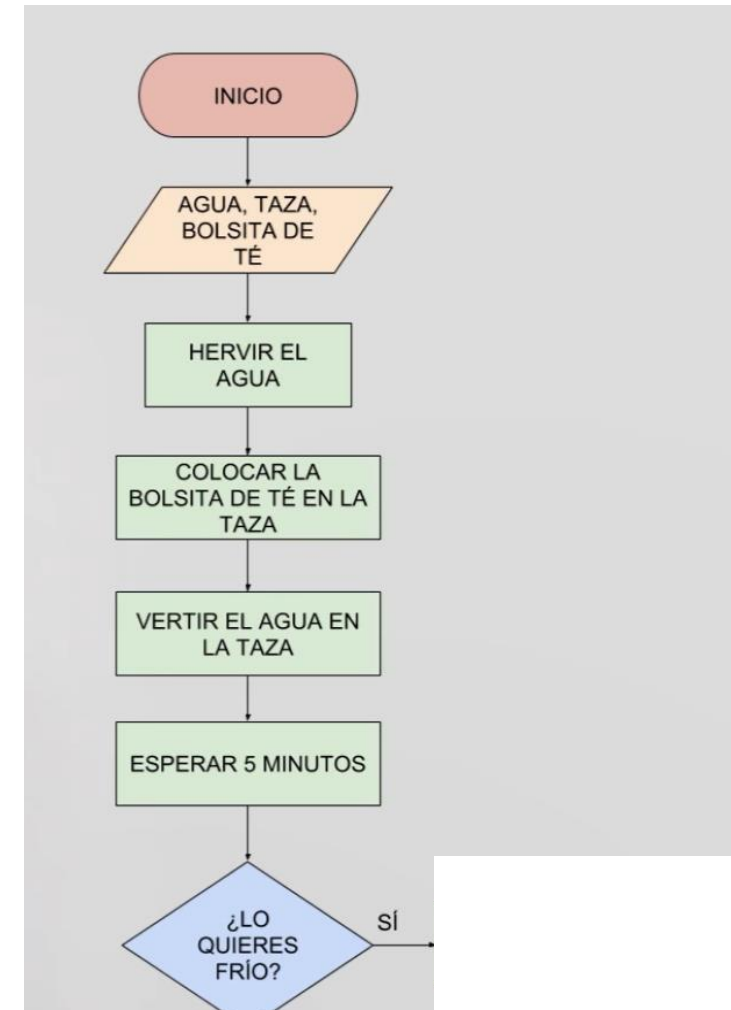 INICIO
AGUA, TAZA,
BOLSITA DE
TÉ
HERVIR EL
AGUA
COLOCAR LA
BOLSITA DE TÉ EN LA
TAZA
VERTIR EL AGUA EN
LA TAZA
ESPERAR 5 MINUTOS
¿LO
QUIERES
FRÍO?
SÍ